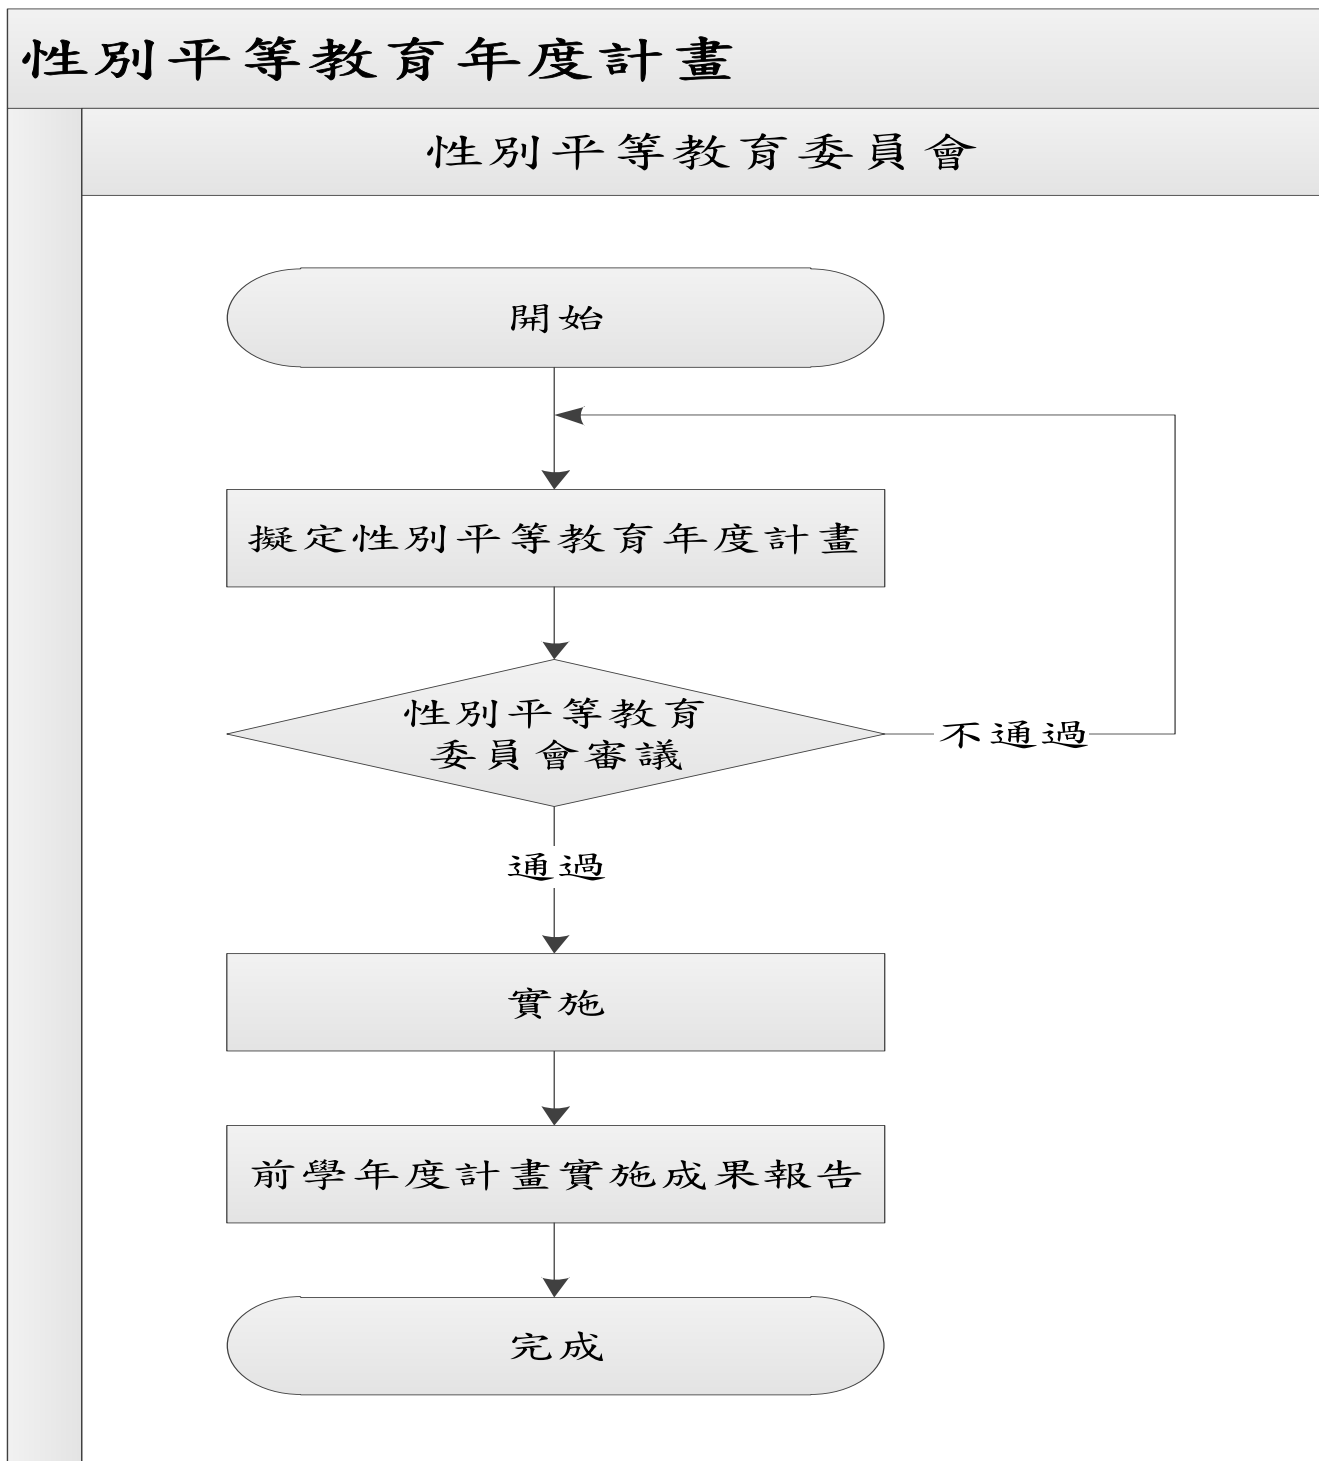 性別平等教育年度計畫
性別平等教育委員會
開始
擬定性別平等教育年度計畫
性別平等教育
委員會審議
不通過
通過
實施
前學年度計畫實施成果報告
完成